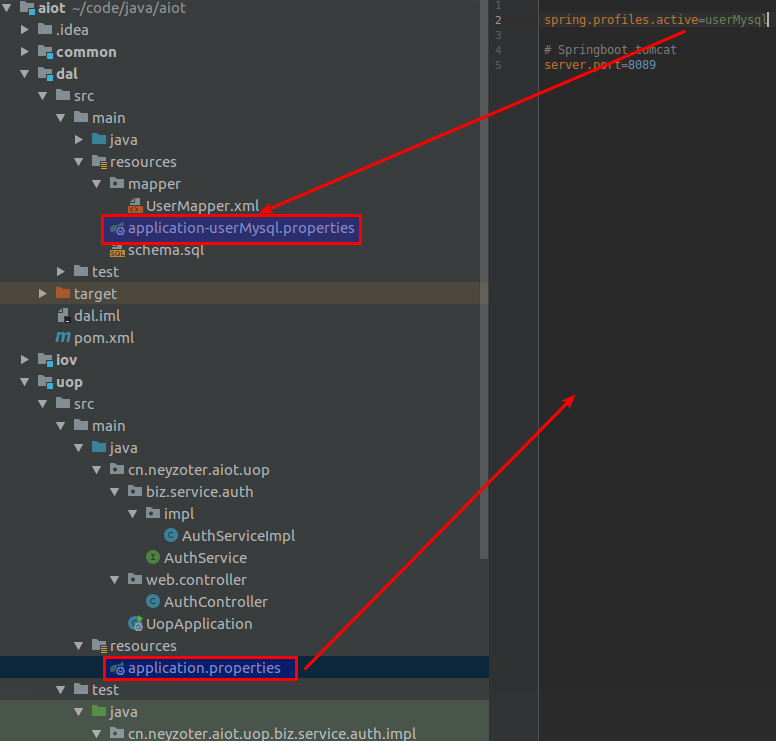 aiot ~/code/java/aiot
.idea
common
dal
src
main
java
resources
mapper
UserMapper.xml
application-userMysql.properties
schema.sql
test
target
dal.iml
pom.xml
iov
uop
src
main
java
cn.neyzoter.aiot.uop
biz.service.auth
impl
AuthServiceImpl
AuthService
web.controller
AuthController
UopApplication
resources
application.properties
test
java
cn.neyzoter.aiot.uop.biz.service.auth.impl
1
2 spring.profiles.active=userMysql
3
4 # Springboot tomcat
5 server.port=8089